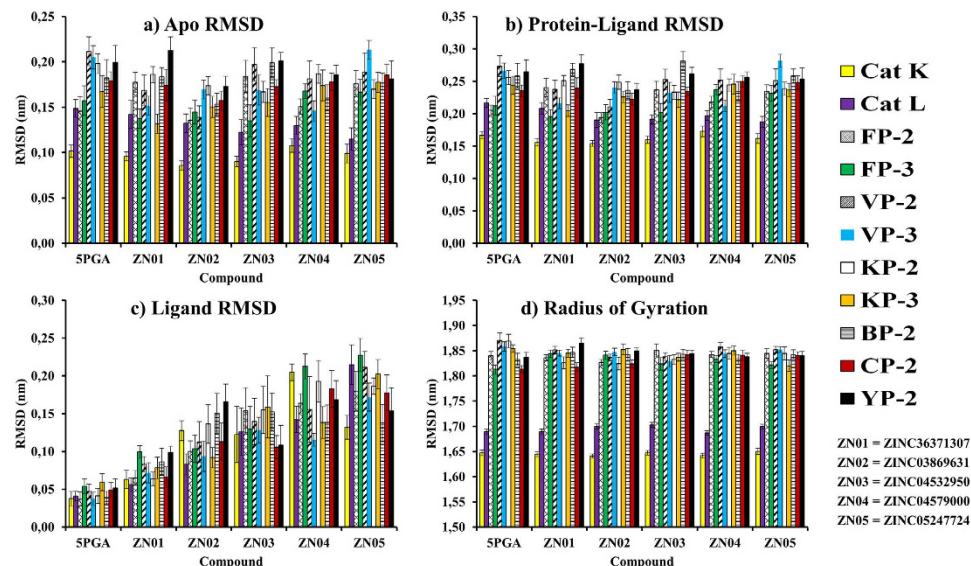 a) Apo RMSD
RMSD (nm)
0,25
0,20
0,15
0,10
0,05
0,00
5PGA ZN01 ZN02 ZN03 ZN04 ZN05
Compound
b) Protein-Ligand RMSD
RMSD (nm)
0,35
0,30
0,25
0,20
0,15
0,10
0,05
0,00
5PGA ZN01 ZN02 ZN03 ZN04 ZN05
Compound
c) Ligand RMSD
RMSD (nm)
0,30
0,25
0,20
0,15
0,10
0,05
0,00
5PGA ZN01 ZN02 ZN03 ZN04 ZN05
Compound
d) Radius of Gyration
RMSD (nm)
1,95
1,90
1,85
1,80
1,75
1,70
1,65
1,60
1,55
1,50
5PGA ZN01 ZN02 ZN03 ZN04 ZN05
Compound
Cat K
Cat L
FP-2
FP-3
VP-2
VP-3
KP-2
KP-3
BP-2
CP-2
YP-2
ZN01 = ZINC36371307
ZN02 = ZINC03869631
ZN03 = ZINC04532950
ZN04 = ZINC04579000
ZN05 = ZINC05247724